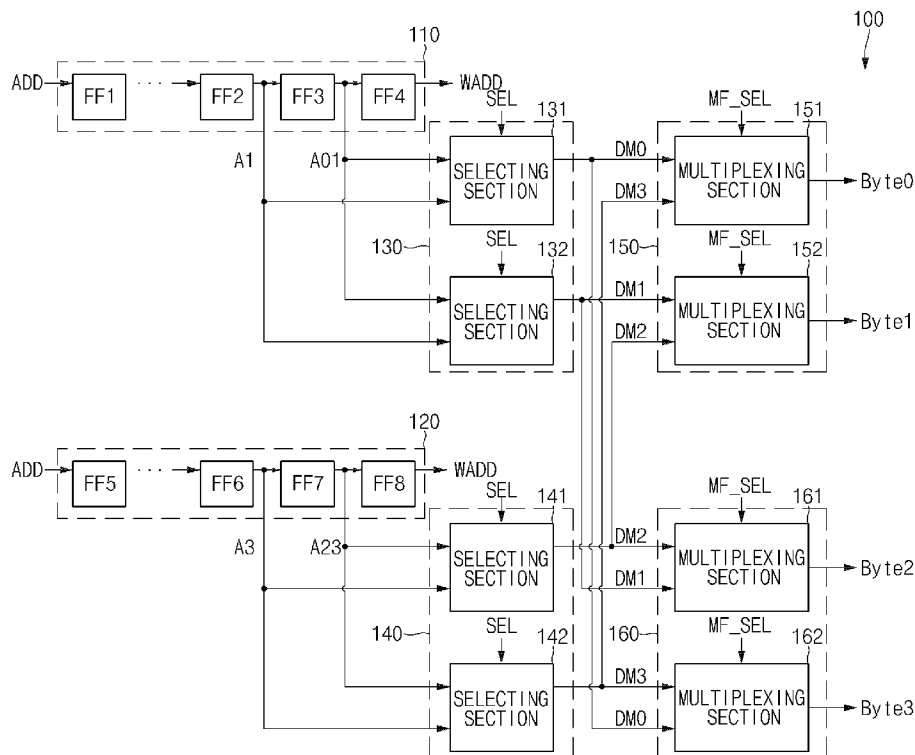 100
110
ADD FF1 ···· FF2 FF3 FF4 WADD
SEL 131 MF_SEL 151
A1 A01 SELECTING SECTION DM0 DM3 MULTIPLEXING SECTION Byte0
130 SEL 132 150 MF_SEL 152
SELECTING SECTION DM1 DM2 MULTIPLEXING SECTION Byte1
120
ADD FF5 ···· FF6 FF7 FF8 WADD
SEL 141 MF_SEL 161
A3 A23 SELECTING SECTION DM2 DM1 MULTIPLEXING SECTION Byte2
140 SEL 142 160 MF_SEL 162
SELECTING SECTION DM3 DM0 MULTIPLEXING SECTION Byte3